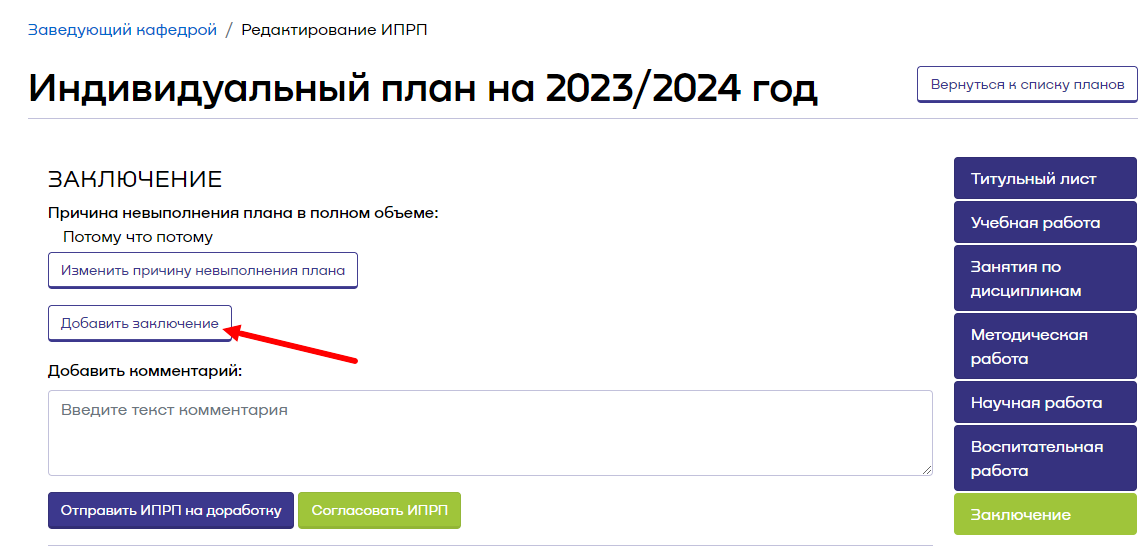 Заведующий кафедрой / Редактирование ИПРП
Индивидуальный план на 2023/2024 год
Вернуться к списку планов
ЗАКЛЮЧЕНИЕ
Причина невыполнения плана в полном объеме:
Потому что потому
Изменить причину невыполнения плана
Добавить заключение
Добавить комментарий:
Введите текст комментария
Отправить ИПРП на доработку
Согласовать ИПРП
Титульный лист
Учебная работа
Занятия по
дисциплинам
Методическая
работа
Научная работа
Воспитательная
работа
Заключение